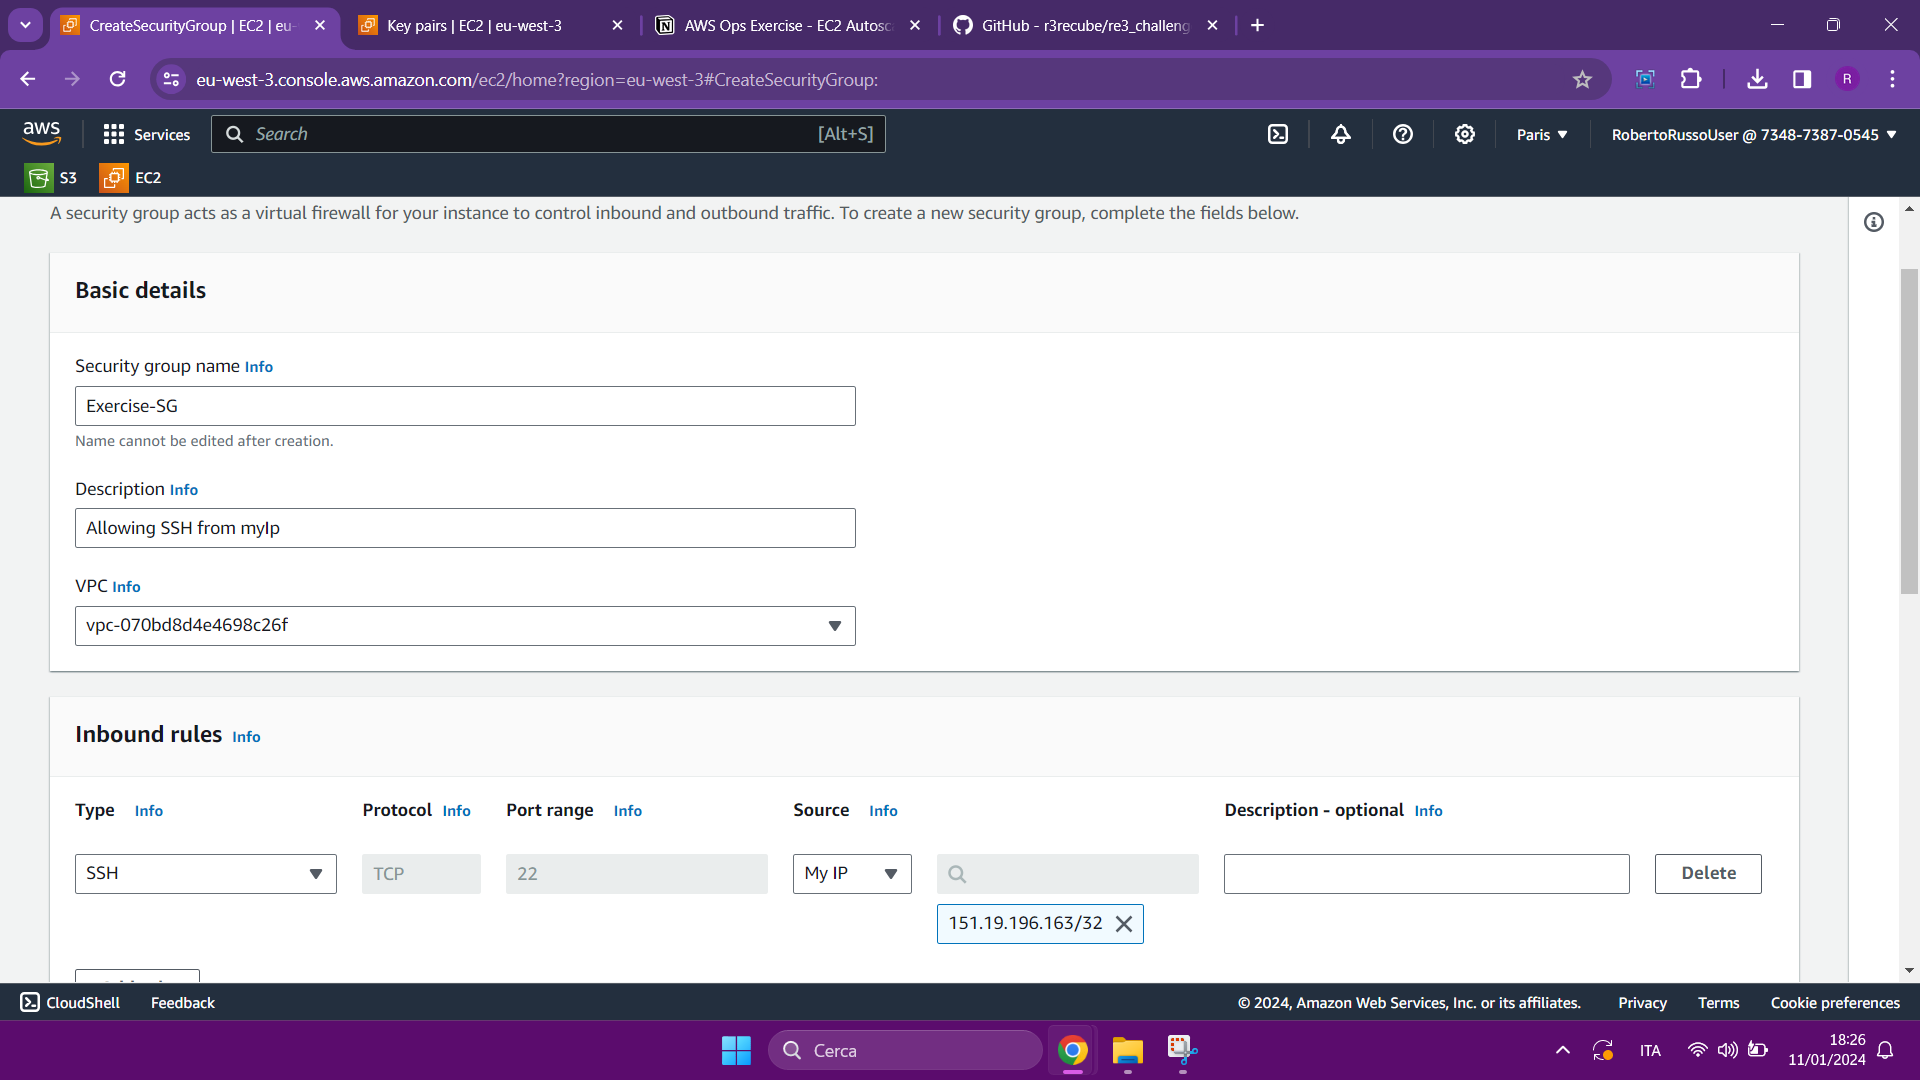 CreateSecurityGroup | EC2 | eu-
Key pairs | EC2 | eu-west-3
AWS Ops Exercise - EC2 Autosc
GitHub - r3recube/re3_challeng
eu-west-3.console.aws.amazon.com/ec2/home?region=eu-west-3#CreateSecurityGroup:
R
aws
Services
Search
[Alt+S]
Paris
RobertoRussoUser @ 7348-7387-0545
S3
EC2
A security group acts as a virtual firewall for your instance to control inbound and outbound traffic. To create a new security group, complete the fields below.
Basic details
Security group name Info
Exercise-SG
Name cannot be edited after creation.
Description Info
Allowing SSH from myIp
VPC Info
vpc-070bd8d4e4698c26f
Inbound rules Info
Type Info
Protocol Info
Port range Info
Source Info
Description - optional Info
SSH
TCP
22
My IP
Delete
151.19.196.163/32
CloudShell
Feedback
© 2024, Amazon Web Services, Inc. or its affiliates.
Privacy
Terms
Cookie preferences
Cerca
ITA
18:26
11/01/2024